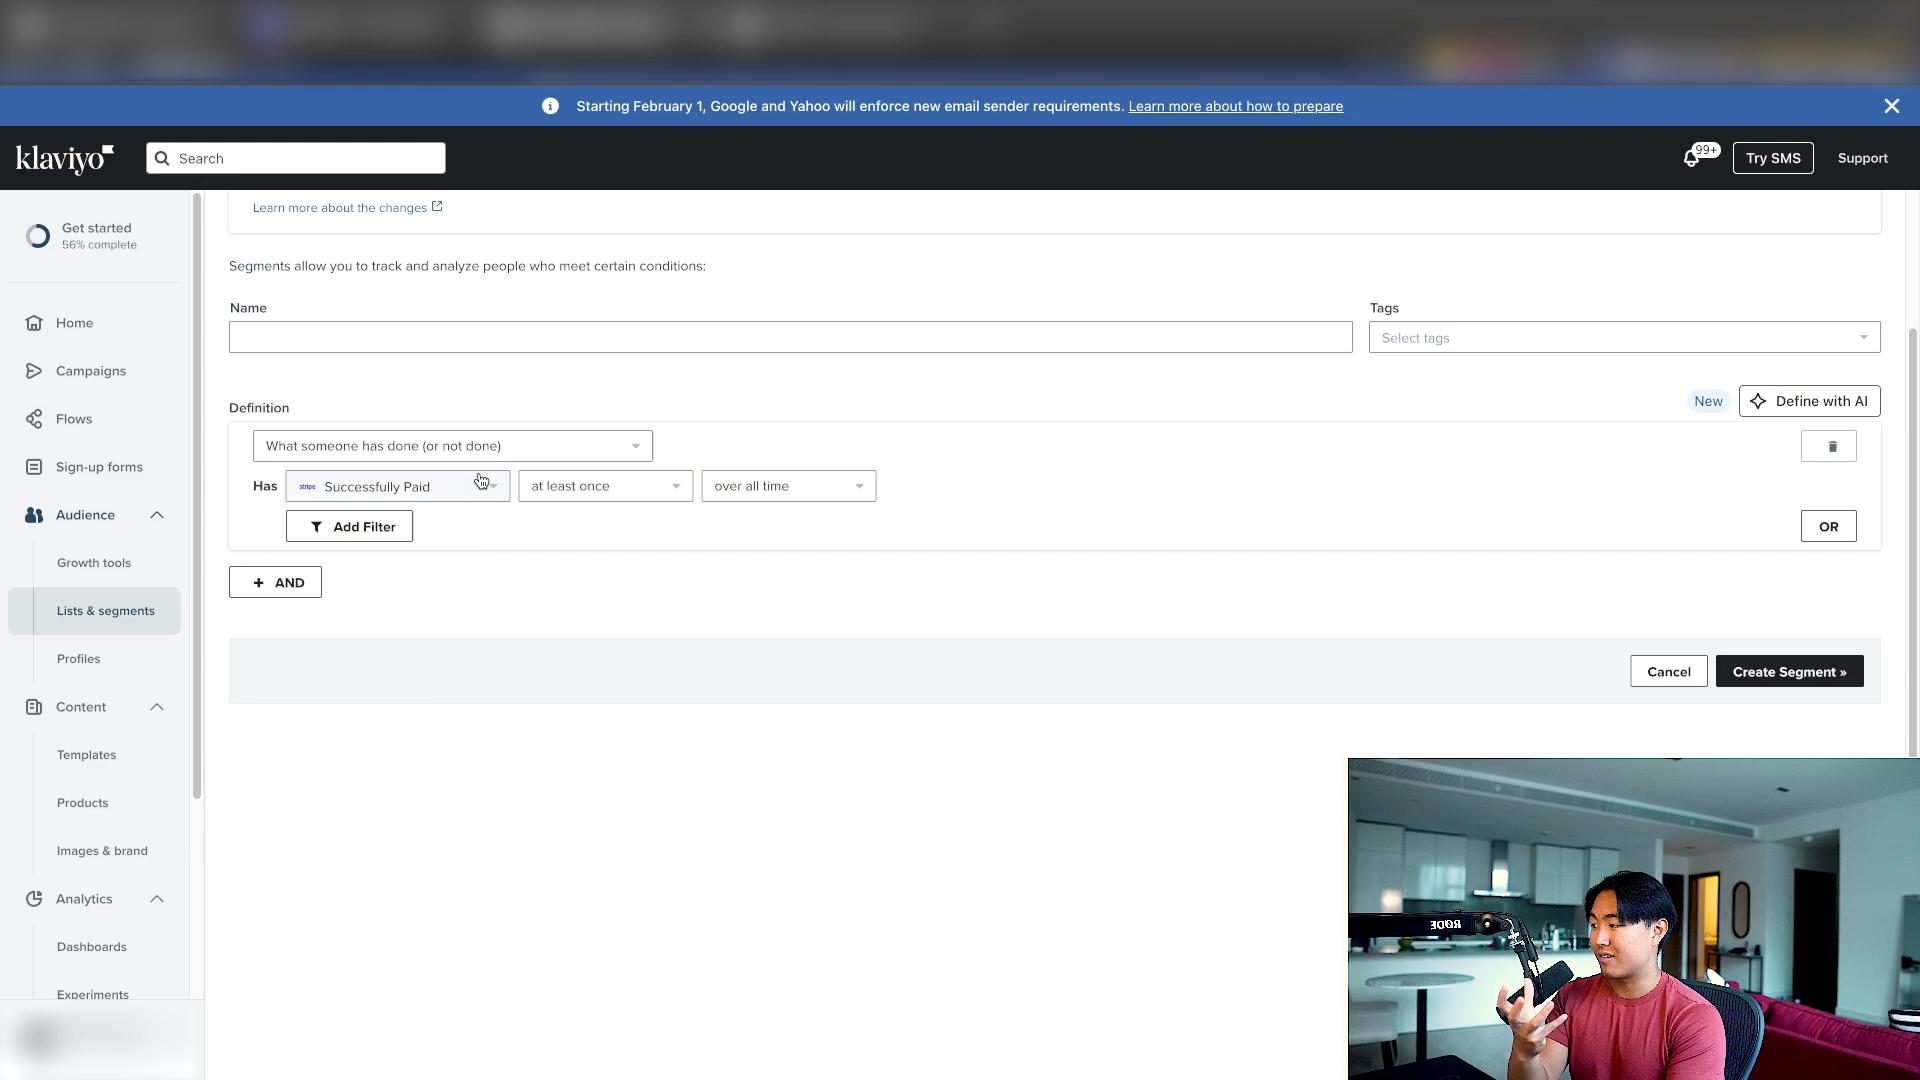 Starting February 1, Google and Yahoo will enforce new email sender requirements. Learn more about how to prepare
klaviyo
Search
99+
Try SMS
Support
Get started
56% complete
Home
Campaigns
Flows
Sign-up forms
Audience
Growth tools
Lists & segments
Profiles
Content
Templates
Products
Images & brand
Analytics
Dashboards
Experiments
Learn more about the changes
Segments allow you to track and analyze people who meet certain conditions:
Name
Tags
Select tags
Definition
New
Define with AI
What someone has done (or not done)
Has stripe Successfully Paid at least once over all time
Add Filter
OR
+ AND
Cancel
Create Segment »
RØDE